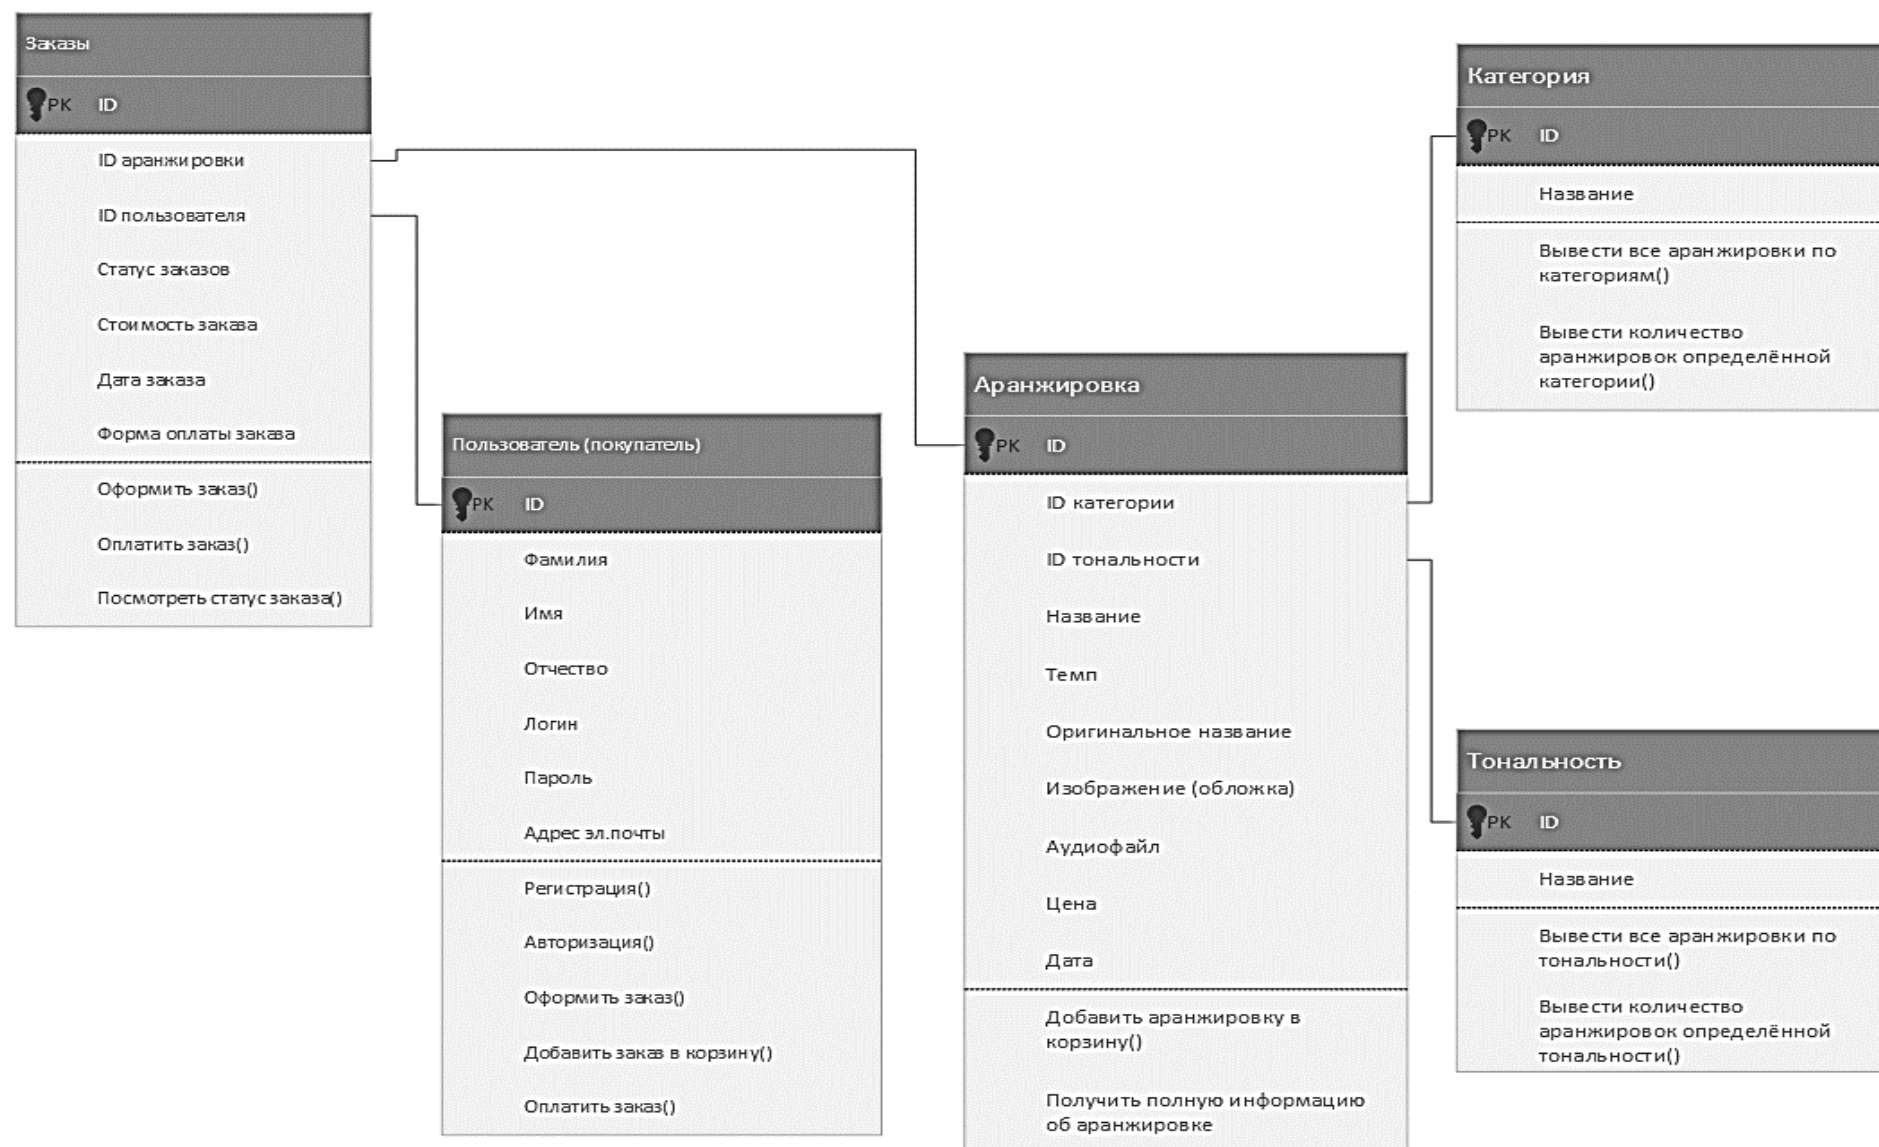 Заказы
PK ID
ID аранжировки
ID пользователя
Статус заказов
Стоимость заказа
Дата заказа
Форма оплаты заказа
Оформить заказ()
Оплатить заказ()
Посмотреть статус заказа()
Пользователь (покупатель)
PK ID
Фамилия
Имя
Отчество
Логин
Пароль
Адрес эл.почты
Регистрация()
Авторизация()
Оформить заказ()
Добавить заказ в корзину()
Оплатить заказ()
Аранжировка
PK ID
ID категории
ID тональности
Название
Темп
Оригинальное название
Изображение (обложка)
Аудиофайл
Цена
Дата
Добавить аранжировку в
корзину()
Получить полную информацию
об аранжировке
Категория
PK ID
Название
Вывести все аранжировки по
категориям()
Вывести количество
аранжировок определённой
категории()
Тональность
PK ID
Название
Вывести все аранжировки по
тональности()
Вывести количество
аранжировок определённой
тональности()